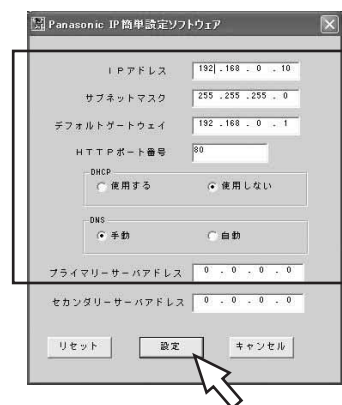 Panasonic IP簡単設定ソフトウェア
IPアドレス 192.168.0.10
サブネットマスク 255.255.255.0
デフォルトゲートウェイ 192.168.0.1
HTTPポート番号 80
DHCP
使用する 使用しない
DNS
手動 自動
プライマリーサーバアドレス 0.0.0.0
セカンダリーサーバアドレス 0.0.0.0
リセット 設定 キャンセル